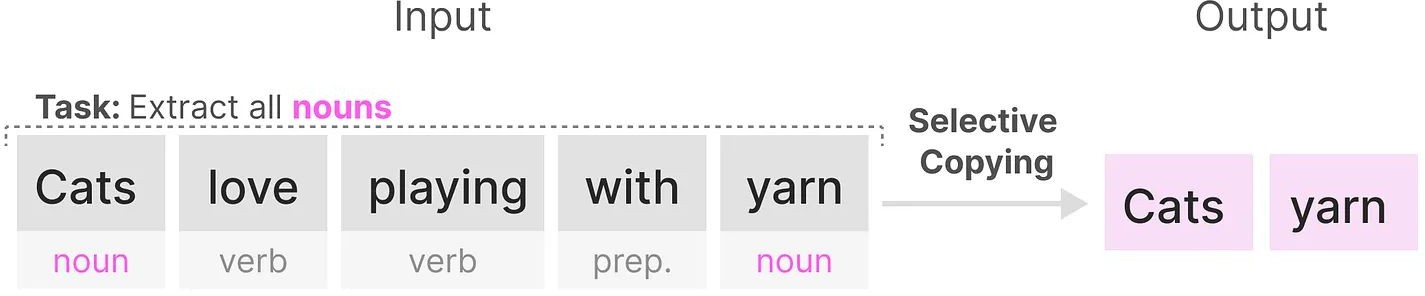 Input
Output
Task: Extract all nouns
Selective
Copying
Cats love playing with yarn
noun verb verb prep. noun
Cats yarn